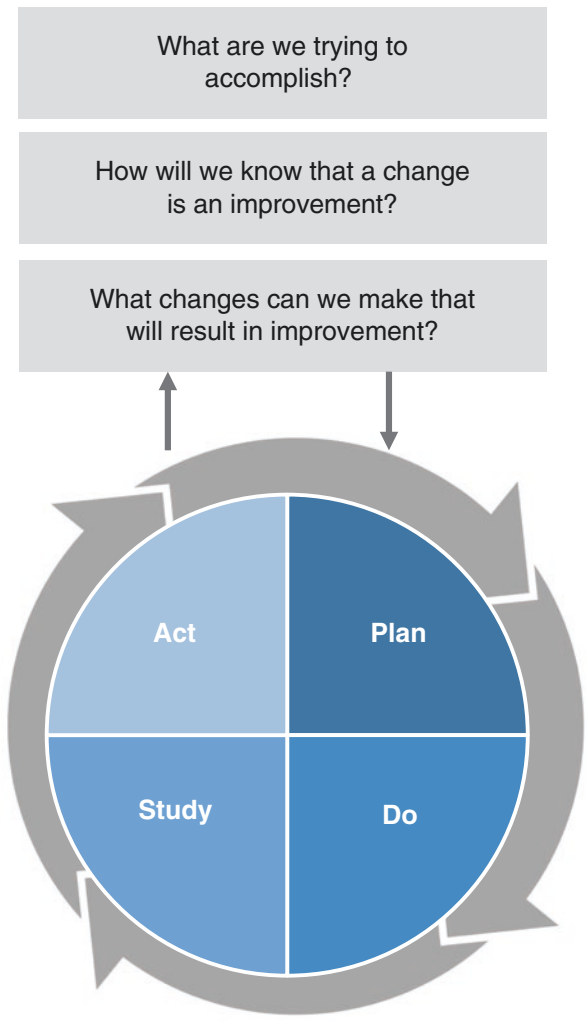 What are we trying to
accomplish?
How will we know that a change
is an improvement?
What changes can we make that
will result in improvement?
Act
Plan
Study
Do